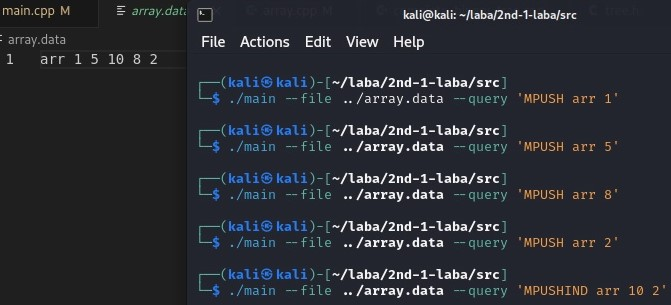 main.cpp M
array.dat
kali@kali: ~/laba/2nd-1-laba/src
File Actions Edit View Help
array.data
1 arr 1 5 10 8 2
┌──(kali㉿kali)-[~/laba/2nd-1-laba/src]
└─$ ./main --file ../array.data --query 'MPUSH arr 1'
┌──(kali㉿kali)-[~/laba/2nd-1-laba/src]
└─$ ./main --file ../array.data --query 'MPUSH arr 5'
┌──(kali㉿kali)-[~/laba/2nd-1-laba/src]
└─$ ./main --file ../array.data --query 'MPUSH arr 8'
┌──(kali㉿kali)-[~/laba/2nd-1-laba/src]
└─$ ./main --file ../array.data --query 'MPUSH arr 2'
┌──(kali㉿kali)-[~/laba/2nd-1-laba/src]
└─$ ./main --file ../array.data --query 'MPUSHIND arr 10 2'